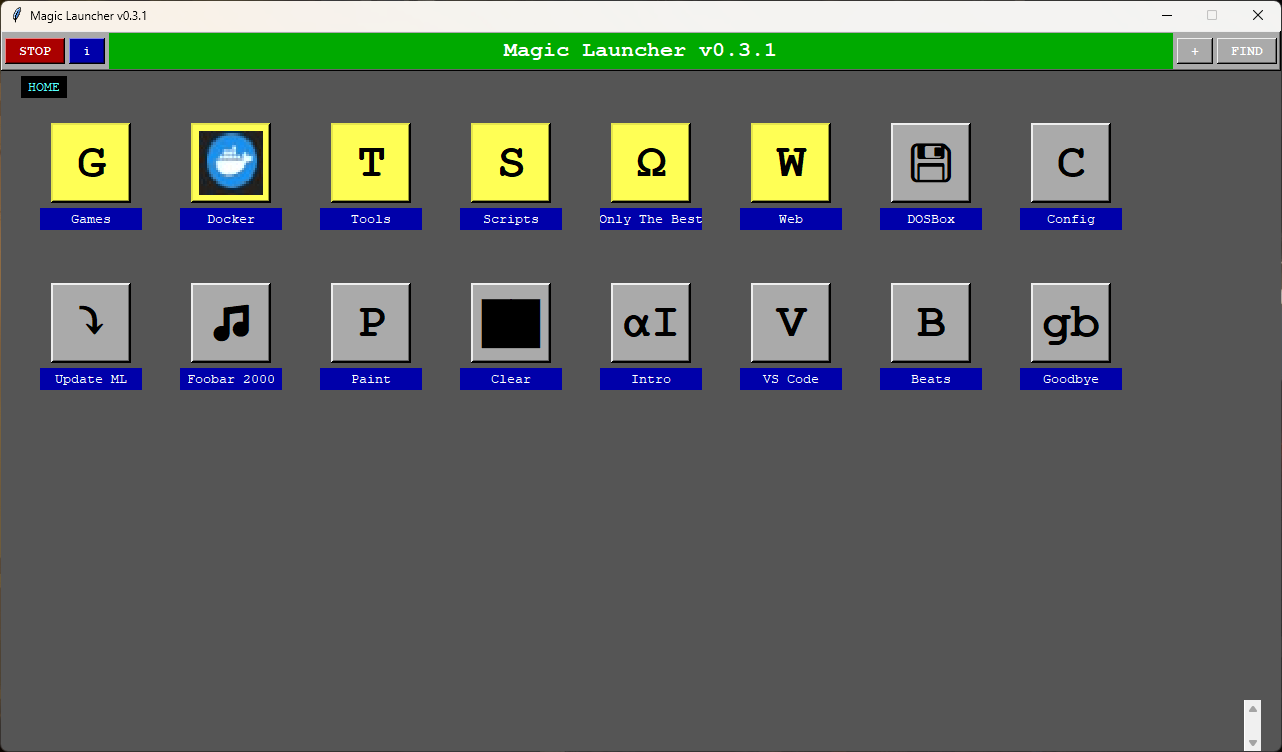 Magic Launcher v0.3.1
STOP i Magic Launcher v0.3.1 + FIND
HOME
G T S Ω W C
Games Docker Tools Scripts Only The Best Web DOSBox Config
P αI V B gb
Update ML Foobar 2000 Paint Clear Intro VS Code Beats Goodbye